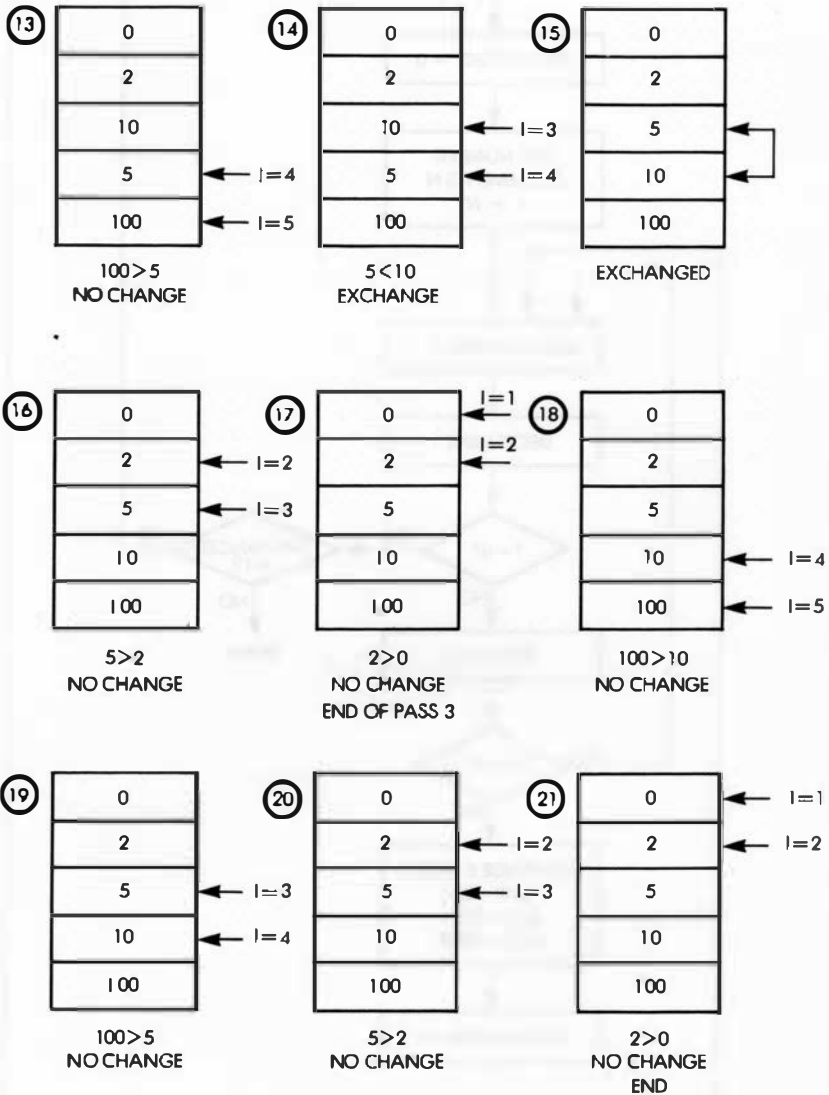 13
0
2
10
5
100
I=4
I=5
100>5
NO CHANGE
14
0
2
10
5
100
I=3
I=4
5<10
EXCHANGE
15
0
2
5
10
100
EXCHANGED
16
0
2
5
10
100
I=2
I=3
5>2
NO CHANGE
17
0
2
5
10
100
I=1
I=2
2>0
NO CHANGE
END OF PASS 3
18
0
2
5
10
100
I=4
I=5
100>10
NO CHANGE
19
0
2
5
10
100
I=3
I=4
100>5
NO CHANGE
20
0
2
5
10
100
I=2
I=3
5>2
NO CHANGE
21
0
2
5
10
100
I=1
I=2
2>0
NO CHANGE
END